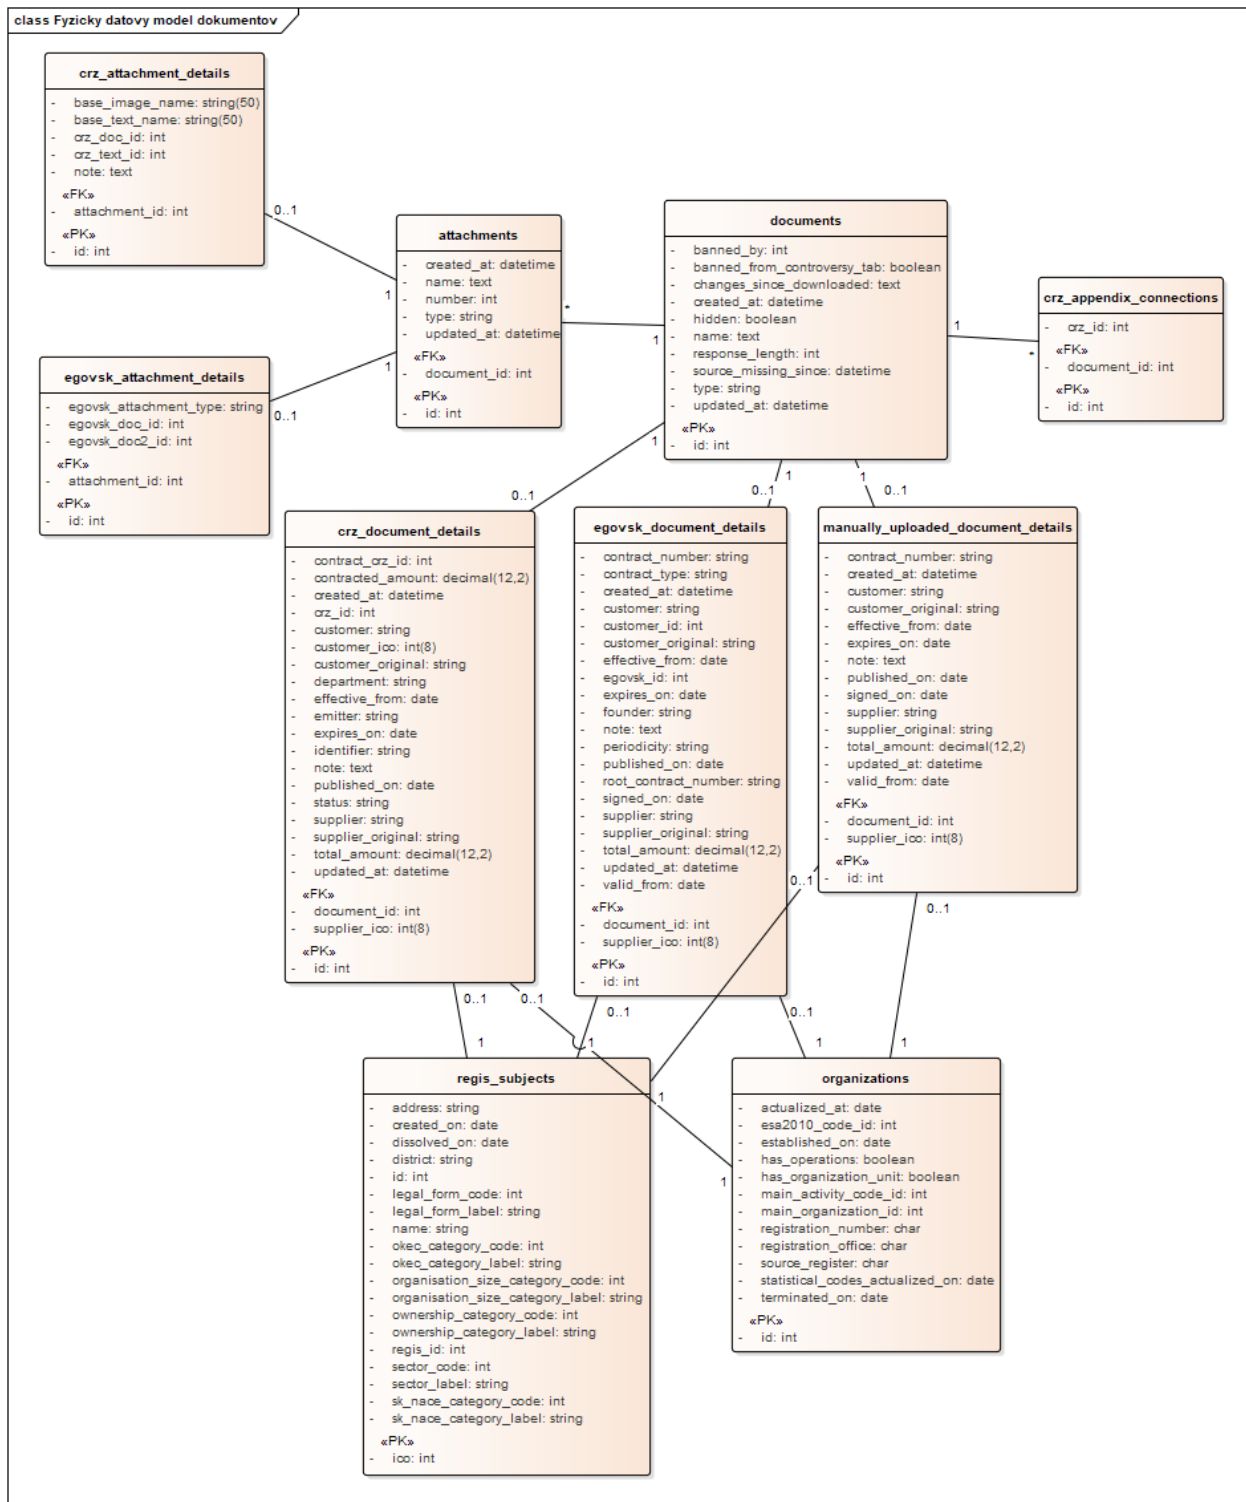 class Fyzicky datovy model dokumentov
crz_attachment_details
- base_image_name: string(50)
- base_text_name: string(50)
- crz_doc_id: int
- crz_text_id: int
- note: text
«FK»
- attachment_id: int
«PK»
- id: int
0..1
1
attachments
- created_at: datetime
- name: text
- number: int
- type: string
- updated_at: datetime
«FK»
- document_id: int
«PK»
- id: int
*
1
documents
- banned_by: int
- banned_from_controversy_tab: boolean
- changes_since_downloaded: text
- created_at: datetime
- hidden: boolean
- name: text
- response_length: int
- source_missing_since: datetime
- type: string
- updated_at: datetime
«PK»
- id: int
1
*
crz_appendix_connections
- crz_id: int
«FK»
- document_id: int
«PK»
- id: int
egovsk_attachment_details
- egovsk_attachment_type: string
- egovsk_doc_id: int
- egovsk_doc2_id: int
«FK»
- attachment_id: int
«PK»
- id: int
1
0..1
1
0..1
1
0..1
1
0..1
crz_document_details
- contract_crz_id: int
- contracted_amount: decimal(12,2)
- created_at: datetime
- crz_id: int
- customer: string
- customer_ico: int(8)
- customer_original: string
- department: string
- effective_from: date
- emitter: string
- expires_on: date
- identifier: string
- note: text
- published_on: date
- status: string
- supplier: string
- supplier_original: string
- total_amount: decimal(12,2)
- updated_at: datetime
«FK»
- document_id: int
- supplier_ico: int(8)
«PK»
- id: int
egovsk_document_details
- contract_number: string
- contract_type: string
- created_at: datetime
- customer: string
- customer_id: int
- customer_original: string
- effective_from: date
- egovsk_id: int
- expires_on: date
- founder: string
- note: text
- periodicity: string
- published_on: date
- root_contract_number: string
- signed_on: date
- supplier: string
- supplier_original: string
- total_amount: decimal(12,2)
- updated_at: datetime
- valid_from: date
«FK»
- document_id: int
- supplier_ico: int(8)
«PK»
- id: int
manually_uploaded_document_details
- contract_number: string
- created_at: datetime
- customer: string
- customer_original: string
- effective_from: date
- expires_on: date
- note: text
- published_on: date
- signed_on: date
- supplier: string
- supplier_original: string
- total_amount: decimal(12,2)
- updated_at: datetime
- valid_from: date
«FK»
- document_id: int
- supplier_ico: int(8)
«PK»
- id: int
0..1
0..1
0..1
0..1
0..1
0..1
1
1
1
1
1
1
regis_subjects
- address: string
- created_on: date
- dissolved_on: date
- district: string
- id: int
- legal_form_code: int
- legal_form_label: string
- name: string
- okec_category_code: int
- okec_category_label: string
- organisation_size_category_code: int
- organisation_size_category_label: string
- ownership_category_code: int
- ownership_category_label: string
- regis_id: int
- sector_code: int
- sector_label: string
- sk_nace_category_code: int
- sk_nace_category_label: string
«PK»
- ico: int
organizations
- actualized_at: date
- esa2010_code_id: int
- established_on: date
- has_operations: boolean
- has_organization_unit: boolean
- main_activity_code_id: int
- main_organization_id: int
- registration_number: char
- registration_office: char
- source_register: char
- statistical_codes_actualized_on: date
- terminated_on: date
«PK»
- id: int